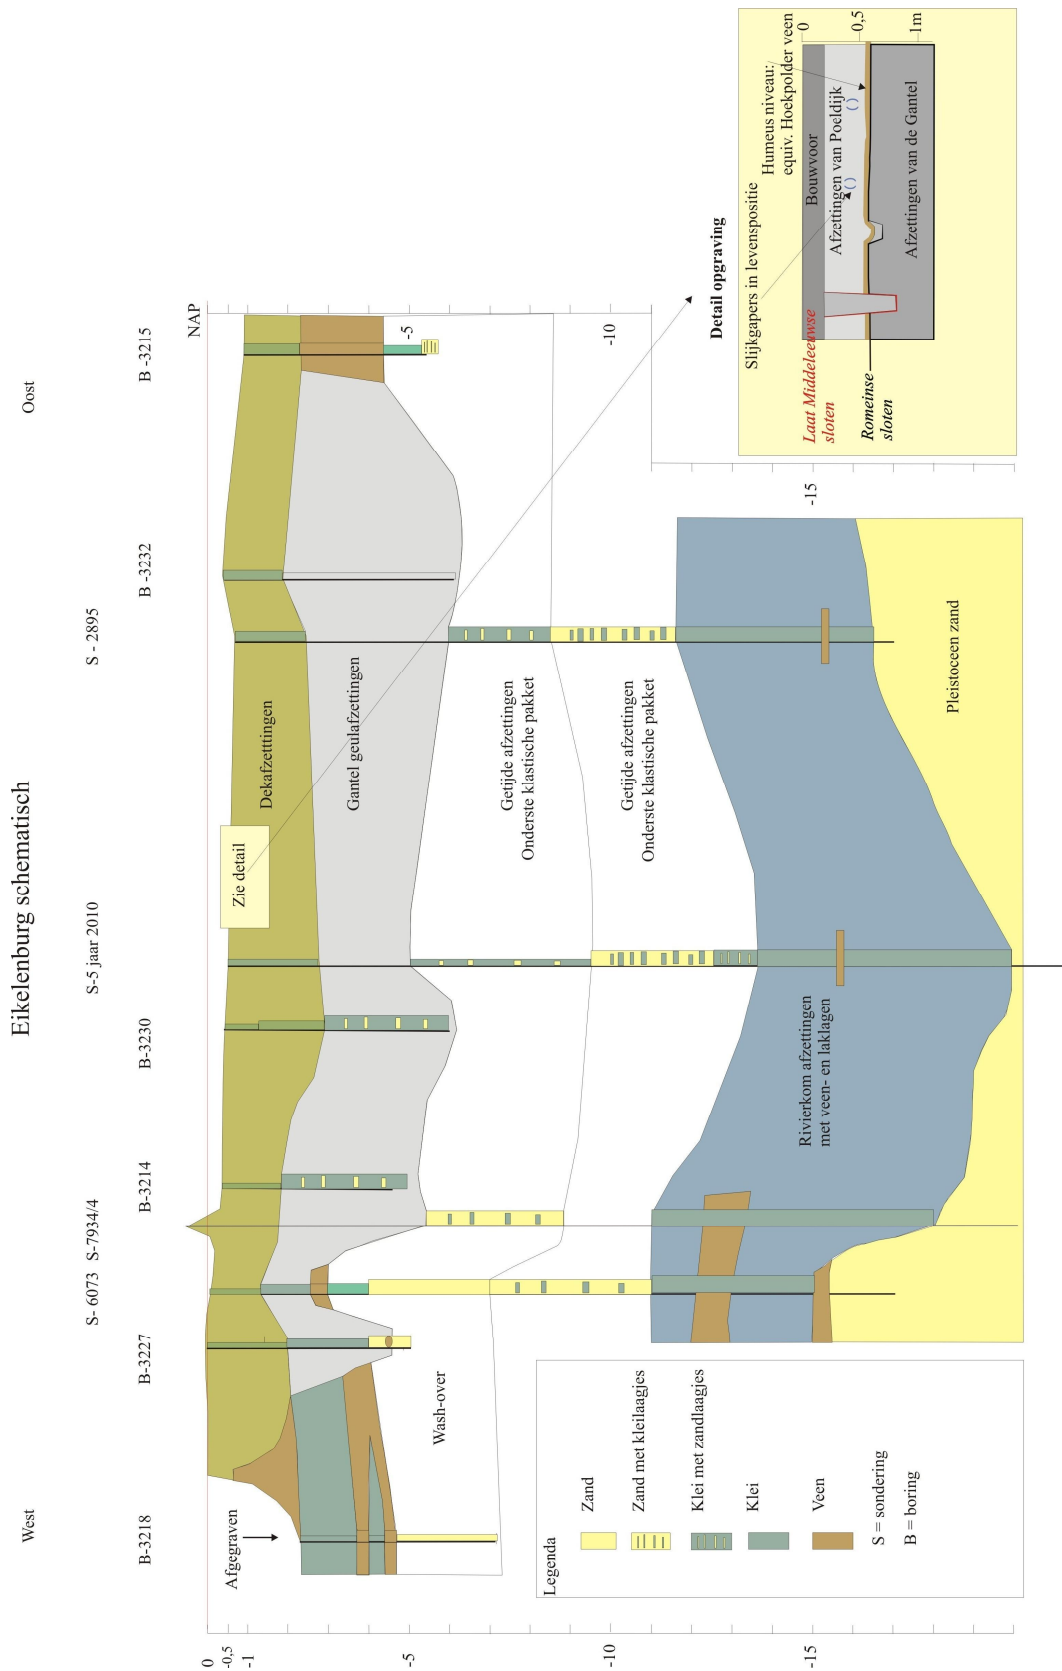 Eikelenburg schematisch
West
Oost
B-3218
B-3227
S- 6073
S-7934/4
B-3214
B-3230
S-5 jaar 2010
S - 2895
B -3232
B -3215
NAP
0
-0,5
-1
-5
-10
-15
-5
-10
-15
Afgegraven
Zie detail
Dekafzetttingen
Gantel geulafzettingen
Wash-over
Getijde afzettingen
Onderste klastische pakket
Getijde afzettingen
Onderste klastische pakket
Rivierkom afzettingen
met veen- en laklagen
Pleistoceen zand
Legenda
Zand
Zand met kleilaagjes
Klei met zandlaagjes
Klei
Veen
S = sondering
B = boring
Detail opgraving
Slijkgapers in levenspositie
Humeus niveau:
equiv. Hoekpolder veen
Laat Middeleeuwse
sloten
Romeinse
sloten
Bouwvoor
Afzettingen van Poeldijk
Afzettingen van de Gantel
0
0,5
1m